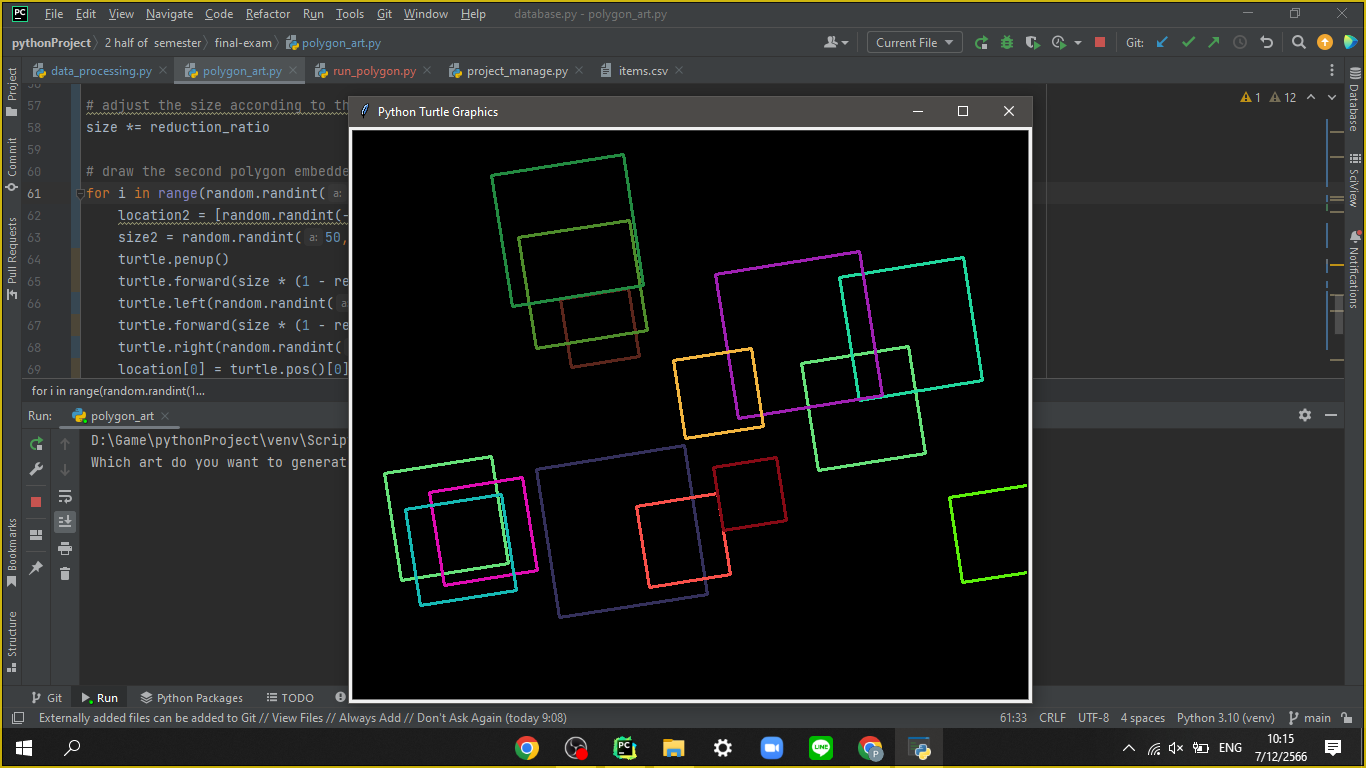 PC File Edit View Navigate Code Refactor Run Tools Git Window Help database.py - polygon_art.py
pythonProject 2 half of semester final-exam polygon_art.py Current File Git:
data_processing.py polygon_art.py run_polygon.py project_manage.py items.csv
Project
Commit
Pull Requests
Bookmarks
Structure
1 12
57 # adjust the size according to th
58 size *= reduction_ratio
59
60 # draw the second polygon embedde
61 for i in range(random.randint( a:
62 location2 = [random.randint(-
63 size2 = random.randint( a: 50,
64 turtle.penup()
65 turtle.forward(size * (1 - re
66 turtle.left(random.randint( a
67 turtle.forward(size * (1 - re
68 turtle.right(random.randint(
69 location[0] = turtle.pos()[0]
for i in range(random.randint(1...
Python Turtle Graphics
Database
SciView
Notifications
Run: polygon_art
D:\Game\pythonProject\venv\Scrip
Which art do you want to generat
Git Run Python Packages TODO
Externally added files can be added to Git // View Files // Always Add // Don't Ask Again (today 9:08) 61:33 CRLF UTF-8 4 spaces Python 3.10 (venv) main
PC LINE P ENG 10:15
7/12/2566